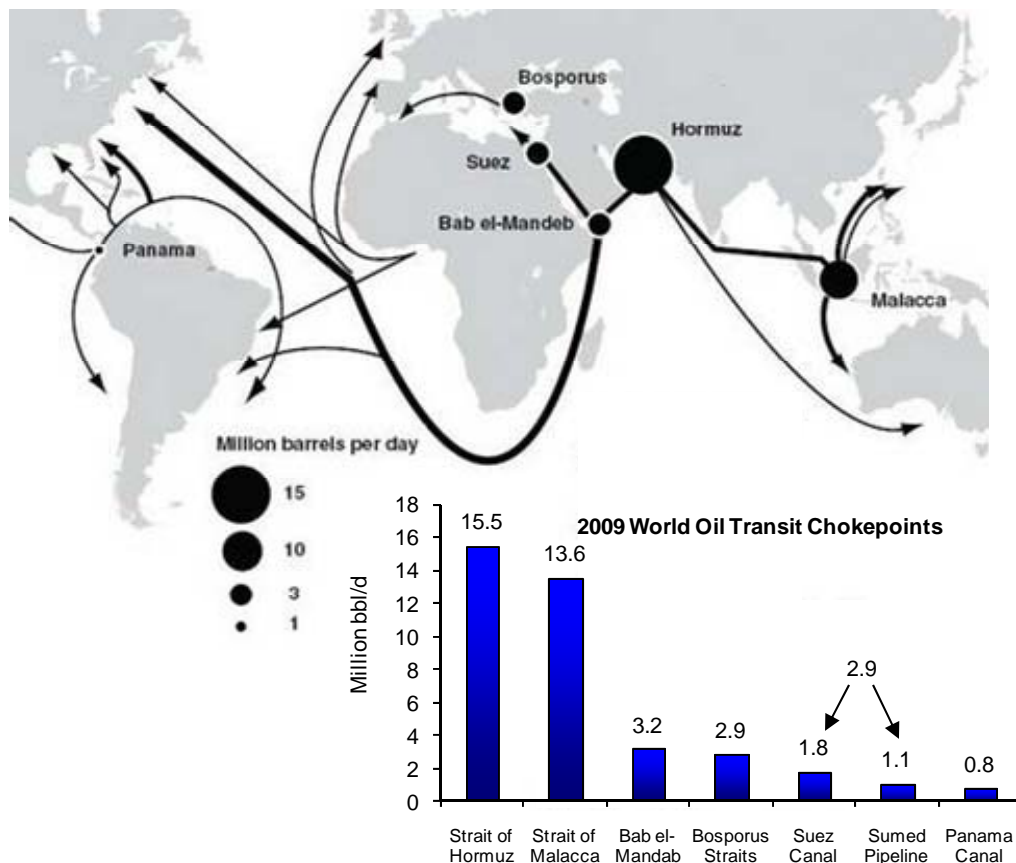 Bosporus
Hormuz
Suez
Bab el-Mandeb
Panama
Malacca
Million barrels per day
15
10
3
1
2009 World Oil Transit Chokepoints
Million bbl/d
18
16
14
12
10
8
6
4
2
0
15.5
13.6
3.2
2.9
2.9
1.8
1.1
0.8
Strait of
Hormuz
Strait of
Malacca
Bab el-
Mandab
Bosporus
Straits
Suez
Canal
Sumed
Pipeline
Panama
Canal